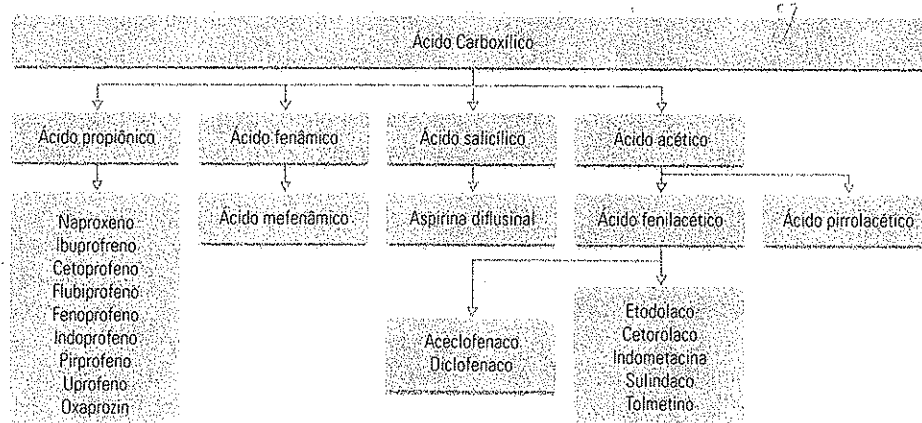 Ácido Carboxílico
Ácido propiônico
Ácido fenâmico
Ácido salicílico
Ácido acético
Naproxeno
Ibuprofreno
Cetoprofeno
Flubiprofeno
Fenoprofeno
Indoprofeno
Pirprofeno
Uprofeno
Oxaprozin
Ácido mefenâmico
Aspirina diflusinal
Ácido fenilacético
Ácido pirrolacético
Aceclofenaco
Diclofenaco
Etodolaco
Cetorolaco
Indometacina
Sulindaco
Tolmetino